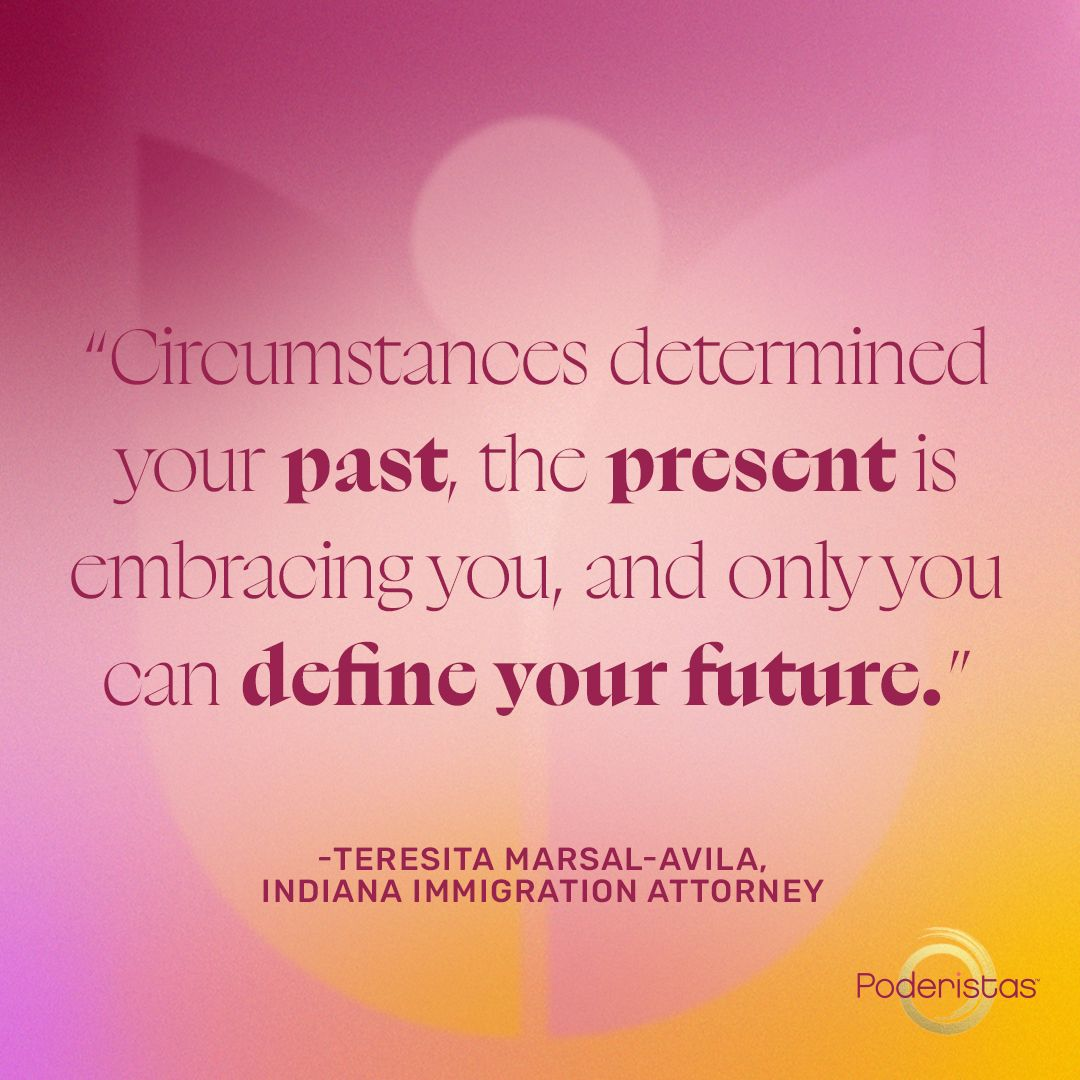 “Circumstances determined
your past, the present is
embracing you, and only you
can define your future.”
-TERESITA MARSAL-AVILA,
INDIANA IMMIGRATION ATTORNEY
Poderistas™